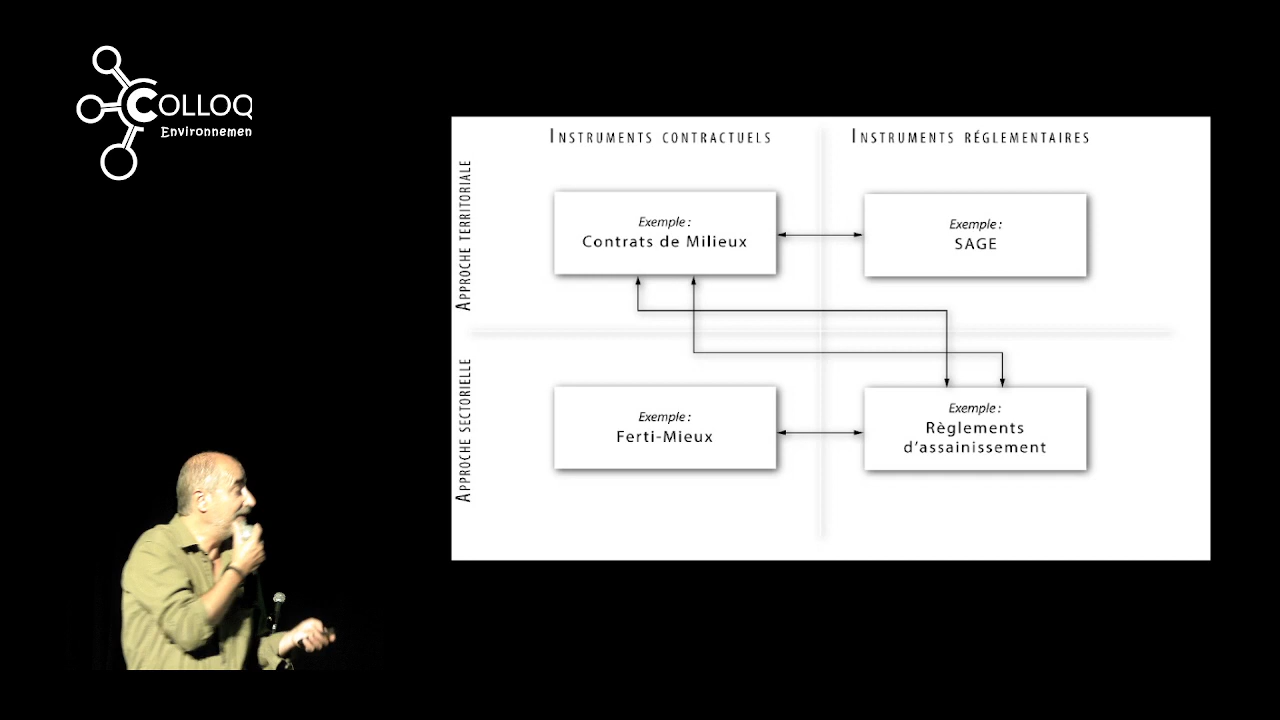 COLLOQ
Environnemen
INSTRUMENTS CONTRACTUELS
INSTRUMENTS RÉGLEMENTAIRES
APPROCHE TERRITORIALE
Exemple :
Contrats de Milieux
Exemple :
SAGE
APPROCHE SECTORIELLE
Exemple :
Ferti-Mieux
Exemple :
Règlements
d'assainissement